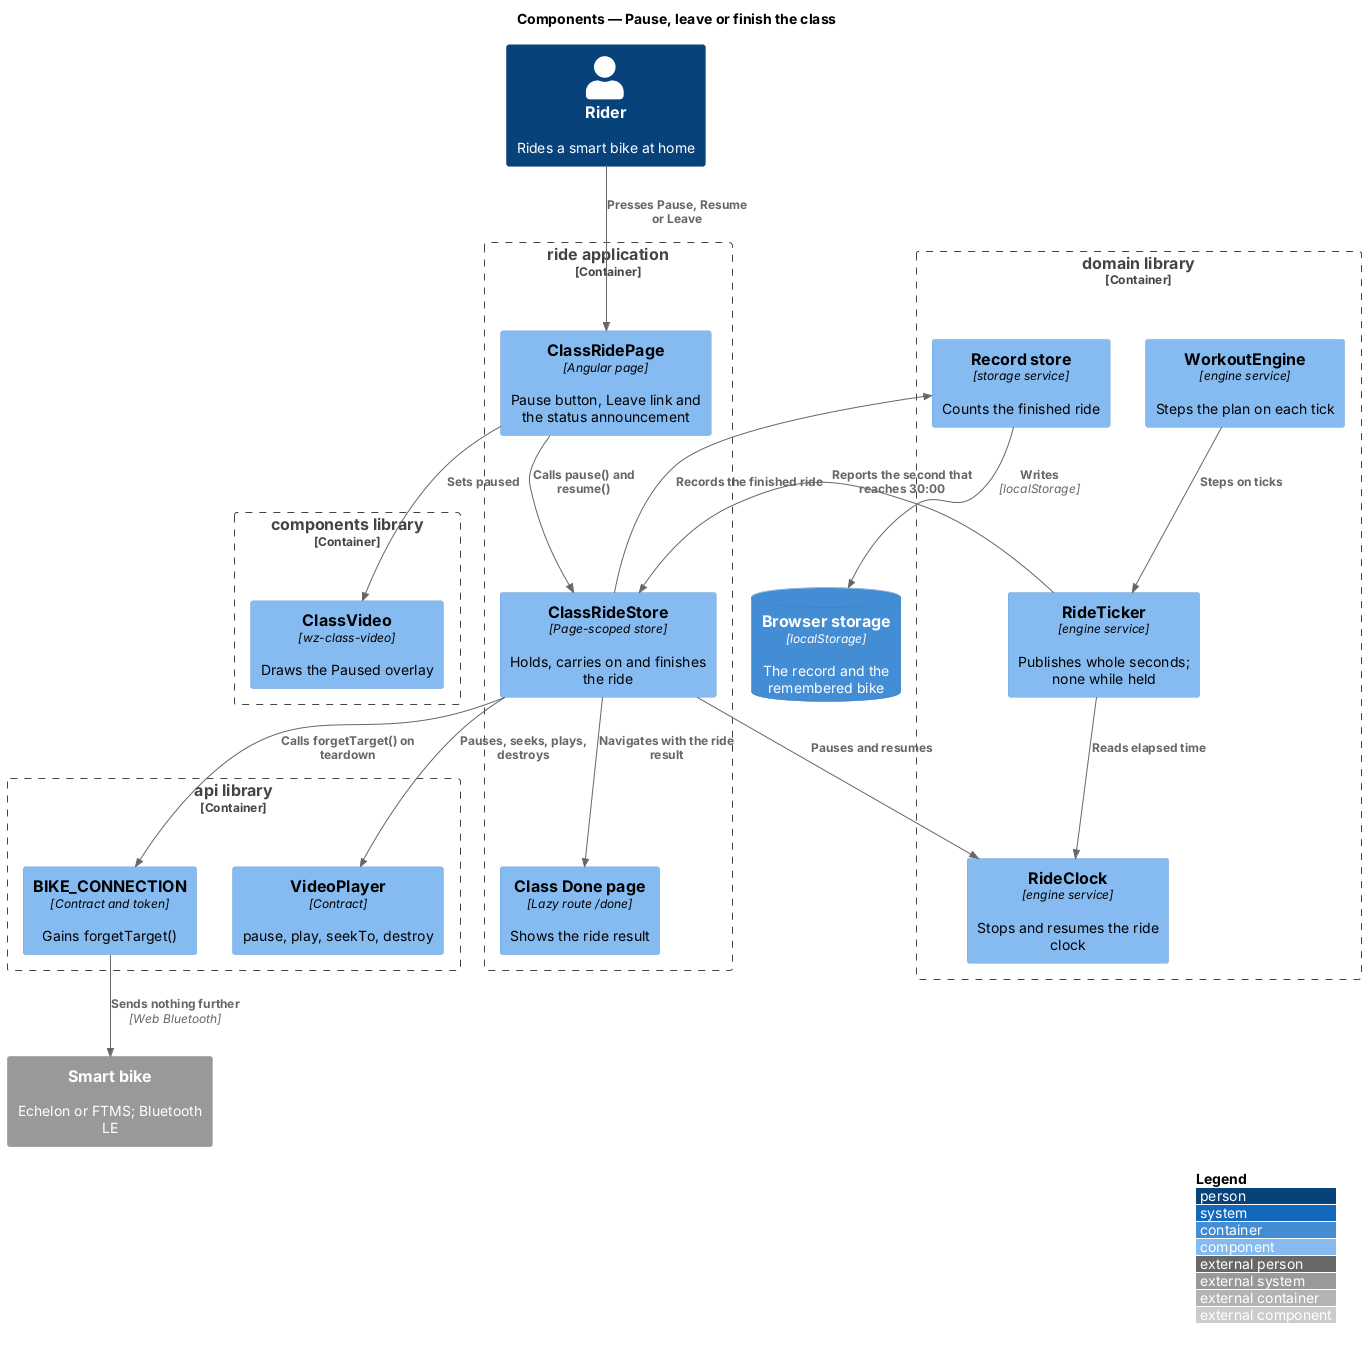 Components — Pause, leave or finish the class
Rider
Rides a smart bike at home
Presses Pause, Resume
or Leave
ride application
[Container]
domain library
[Container]
ClassRidePage
[Angular page]
Pause button, Leave link and
the status announcement
Record store
[storage service]
Counts the finished ride
WorkoutEngine
[engine service]
Steps the plan on each tick
Sets paused
Calls pause() and
resume()
Records the finished ride
Reports the second that
reaches 30:00
Writes
[localStorage]
Steps on ticks
components library
[Container]
ClassVideo
[wz-class-video]
Draws the Paused overlay
ClassRideStore
[Page-scoped store]
Holds, carries on and finishes
the ride
Browser storage
[localStorage]
The record and the
remembered bike
RideTicker
[engine service]
Publishes whole seconds;
none while held
Calls forgetTarget() on
teardown
Pauses, seeks, plays,
destroys
Navigates with the ride
result
Pauses and resumes
Reads elapsed time
api library
[Container]
BIKE_CONNECTION
[Contract and token]
Gains forgetTarget()
VideoPlayer
[Contract]
pause, play, seekTo, destroy
Class Done page
[Lazy route /done]
Shows the ride result
RideClock
[engine service]
Stops and resumes the ride
clock
Sends nothing further
[Web Bluetooth]
Smart bike
Echelon or FTMS; Bluetooth
LE
Legend
person
system
container
component
external person
external system
external container
external component